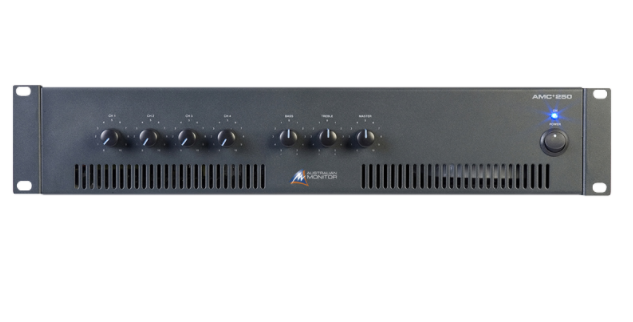 AMC+250
CH 1 CH 2 CH 3 CH 4 BASS TREBLE MASTER
POWER
AUSTRALIAN
MONITOR